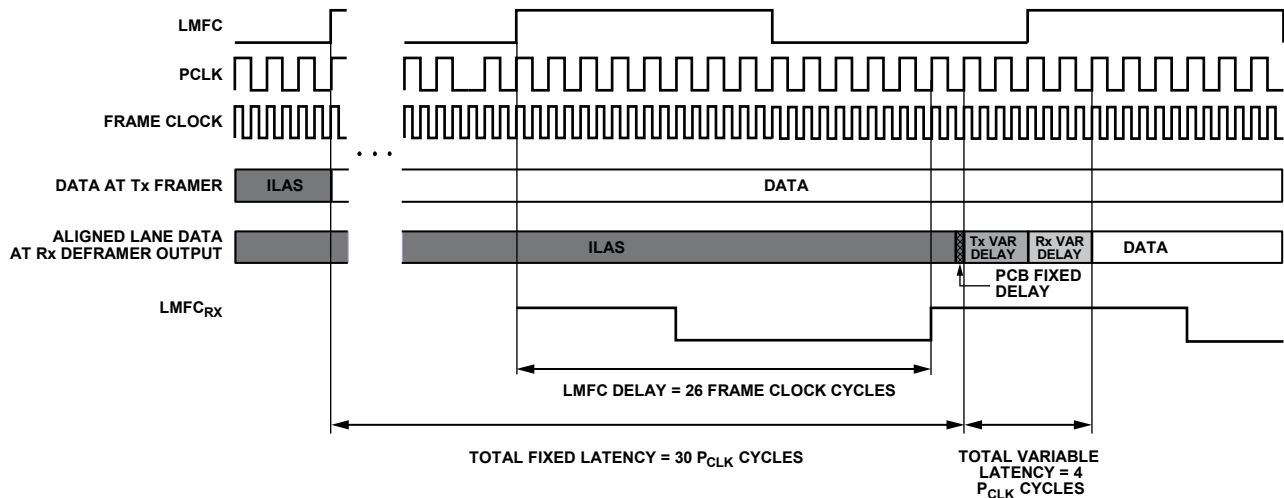 LMFC
PCLK
FRAME CLOCK
. . .
DATA AT Tx FRAMER
ILAS
DATA
ALIGNED LANE DATA
AT Rx DEFRAMER OUTPUT
ILAS
Tx VAR
DELAY
Rx VAR
DELAY
DATA
PCB FIXED
DELAY
LMFCRX
LMFC DELAY = 26 FRAME CLOCK CYCLES
TOTAL FIXED LATENCY = 30 PCLK CYCLES
TOTAL VARIABLE
LATENCY = 4
PCLK CYCLES